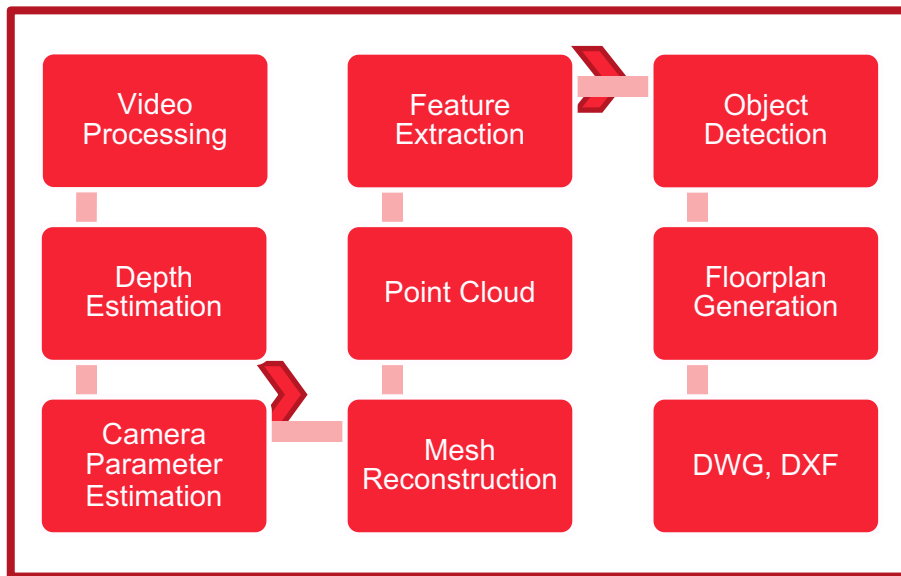 Video
Processing
Depth
Estimation
Camera
Parameter
Estimation
Mesh
Reconstruction
Point Cloud
Feature
Extraction
Object
Detection
Floorplan
Generation
DWG, DXF